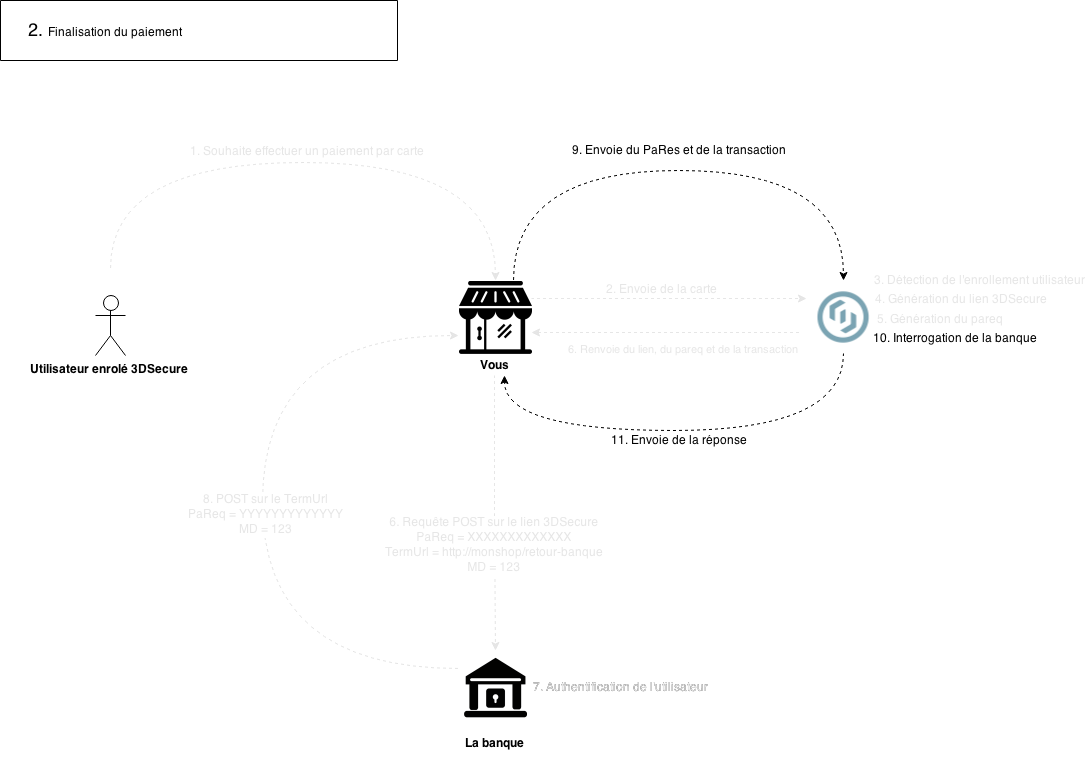 2. Finalisation du paiement
1. Souhaite effectuer un paiement par carte
9. Envoie du PaRes et de la transaction
2. Envoie de la carte
3. Détection de l'enrollement utilisateur
4. Génération du lien 3DSecure
5. Génération du pareq
10. Interrogation de la banque
6. Renvoie du lien, du pareq et de la transaction
Utilisateur enrolé 3DSecure
Vous
11. Envoie de la réponse
8. POST sur le TermUrl
PaReq = YYYYYYYYYYYYY
MD = 123
6. Requête POST sur le lien 3DSecure
PaReq = XXXXXXXXXXXXX
TermUrl = http://monshop/retour-banque
MD = 123
7. Authentification de l'utilisateur
La banque